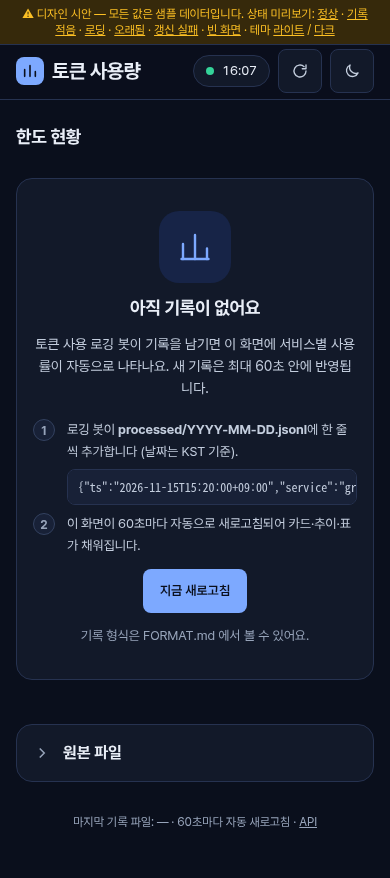 ⚠ 디자인 시안 — 모든 값은 샘플 데이터입니다. 상태 미리보기: 정상 · 기록
적음 · 로딩 · 오래됨 · 갱신 실패 · 빈 화면 · 테마 라이트 / 다크
토큰 사용량
16:07
한도 현황
아직 기록이 없어요
토큰 사용 로깅 봇이 기록을 남기면 이 화면에 서비스별 사용
률이 자동으로 나타나요. 새 기록은 최대 60초 안에 반영됩
니다.
1 로깅 봇이 processed/YYYY-MM-DD.jsonl에 한 줄
씩 추가합니다 (날짜는 KST 기준).
{"ts":"2026-11-15T15:20:00+09:00","service":"gr
2 이 화면이 60초마다 자동으로 새로고침되어 카드·추이·표
가 채워집니다.
지금 새로고침
기록 형식은 FORMAT.md 에서 볼 수 있어요.
원본 파일
마지막 기록 파일: — · 60초마다 자동 새로고침 · API